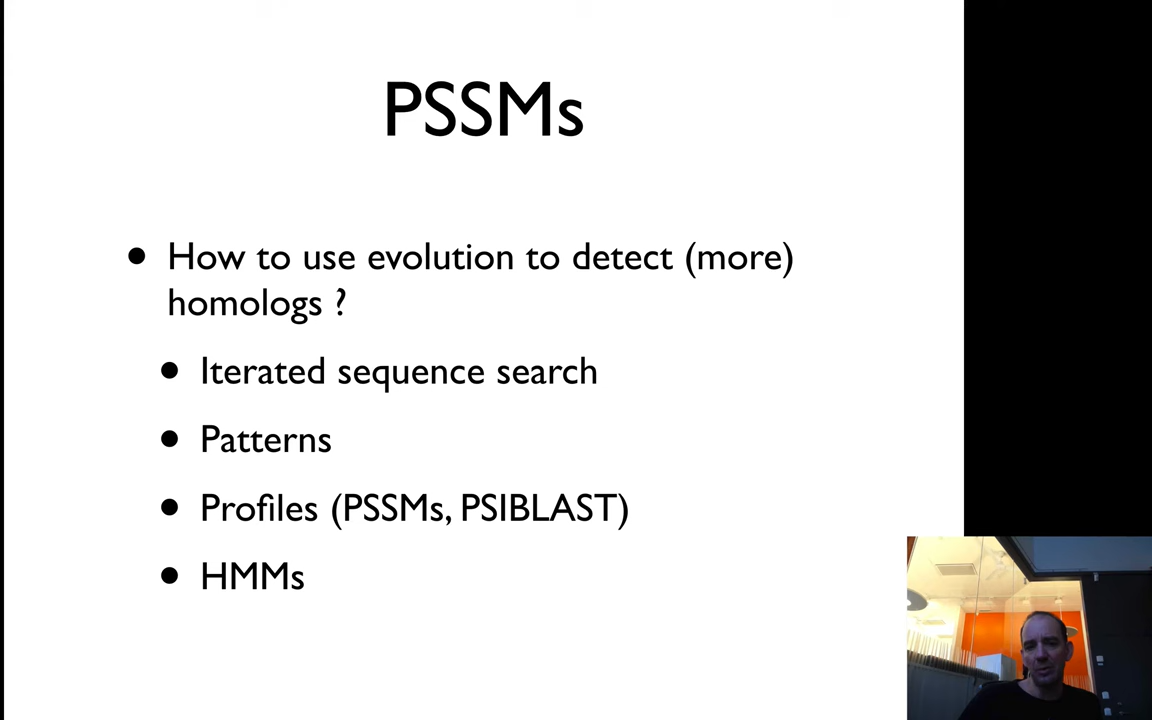 PSSMs
• How to use evolution to detect (more)
homologs ?
• Iterated sequence search
• Patterns
• Profiles (PSSMs, PSIBLAST)
• HMMs